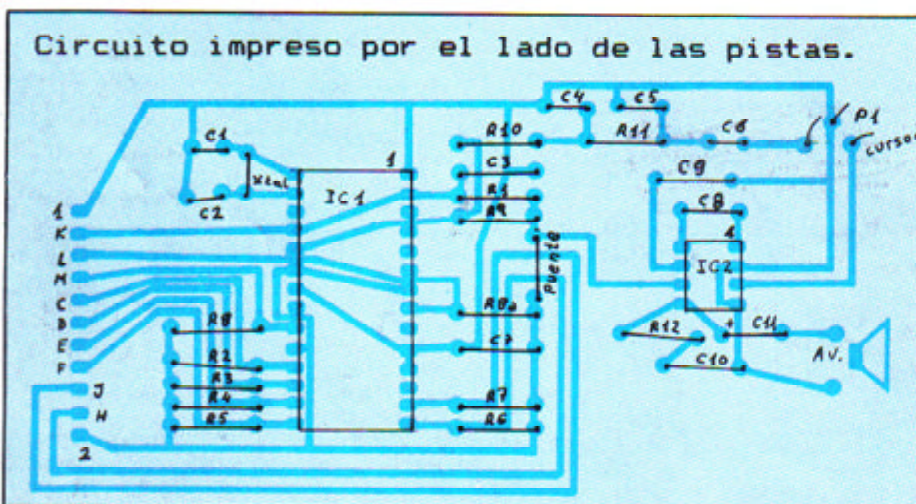 Circuito impreso por el lado de las pistas.
C4
C5
P1
C1
R10
R11
C6
cursor
Xtal
1
C3
C9
IC1
R1
C2
R9
C8
1
K
4
L
IC2
M
Puente
C
R8
R8a
D
R12
+
C11
E
C7
R2
AV.
F
R3
C10
J
R4
R7
H
R5
R6
2